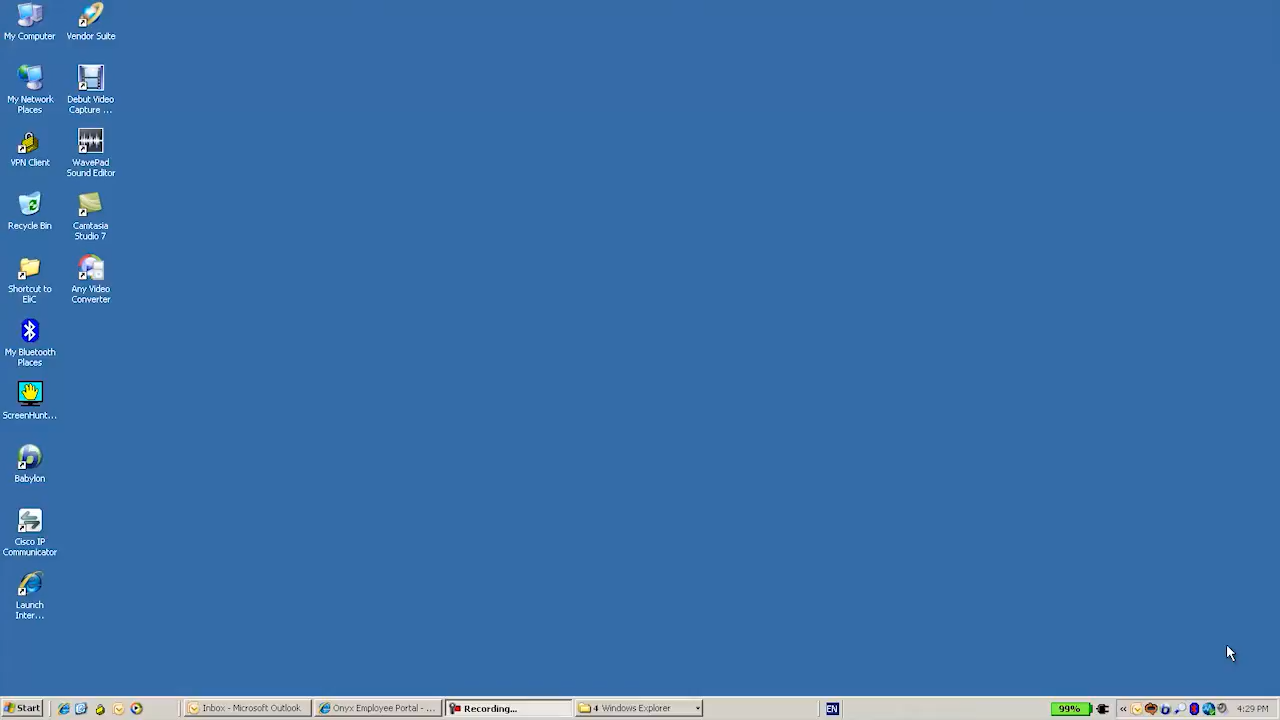 My Computer
Vendor Suite
My Network
Places
Debut Video
Capture ...
VPN Client
WavePad
Sound Editor
Recycle Bin
Camtasia
Studio 7
Shortcut to
EliC
Any Video
Converter
My Bluetooth
Places
ScreenHunt...
Babylon
Cisco IP
Communicator
Launch
Inter...
Start
Inbox - Microsoft Outlook
Onyx Employee Portal - ...
Recording...
4 Windows Explorer
EN
99%
«
4:29 PM